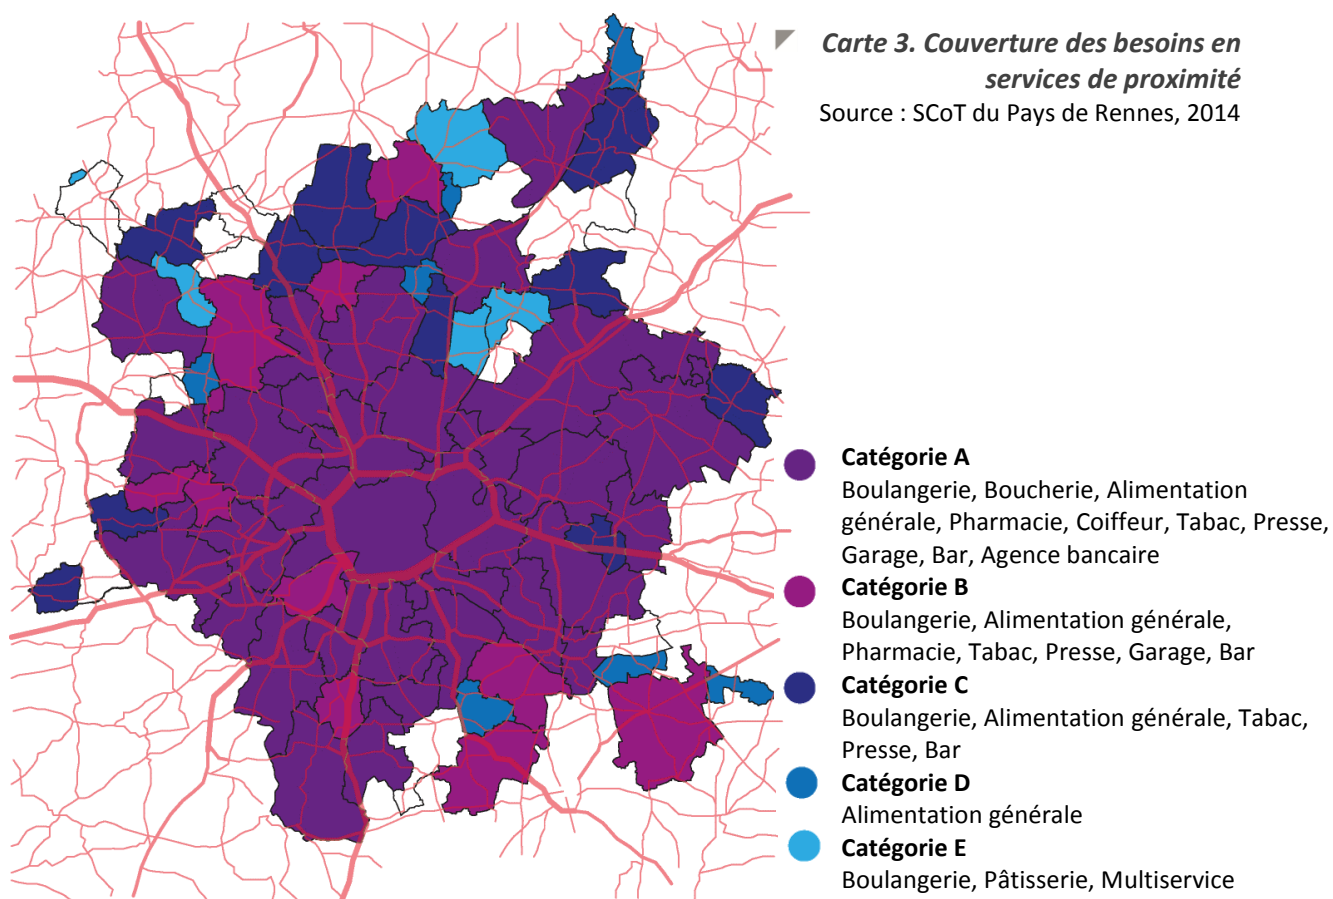 Carte 3. Couverture des besoins en
services de proximité
Source : SCoT du Pays de Rennes, 2014
Catégorie A
Boulangerie, Boucherie, Alimentation
générale, Pharmacie, Coiffeur, Tabac, Presse,
Garage, Bar, Agence bancaire
Catégorie B
Boulangerie, Alimentation générale,
Pharmacie, Tabac, Presse, Garage, Bar
Catégorie C
Boulangerie, Alimentation générale, Tabac,
Presse, Bar
Catégorie D
Alimentation générale
Catégorie E
Boulangerie, Pâtisserie, Multiservice